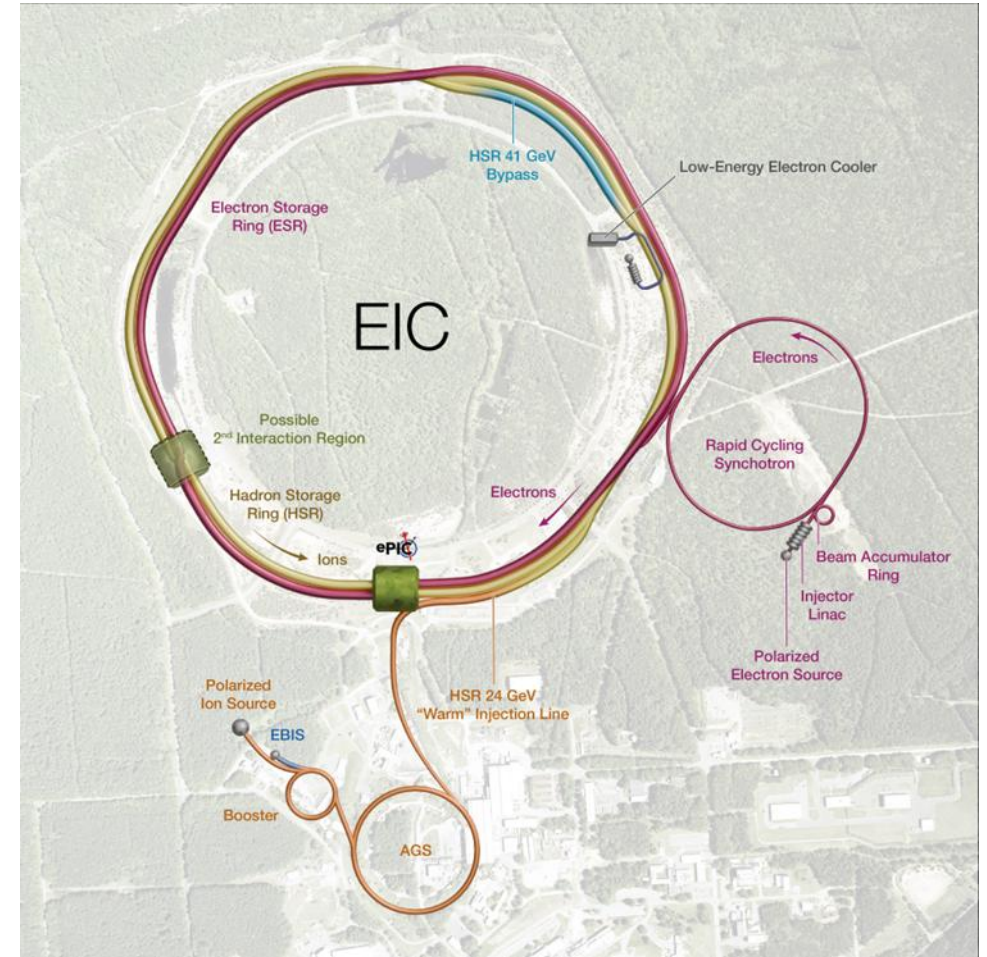 HSR 41 GeV
Bypass
Low-Energy Electron Cooler
Electron Storage
Ring (ESR)
EIC
Electrons
Possible
2nd Interaction Region
Rapid Cycling
Synchotron
Hadron Storage
Ring (HSR)
Electrons
Ions
ePIC
Beam Accumulator
Ring
Injector
Linac
Polarized
Electron Source
Polarized
Ion Source
HSR 24 GeV
"Warm" Injection Line
EBIS
Booster
AGS